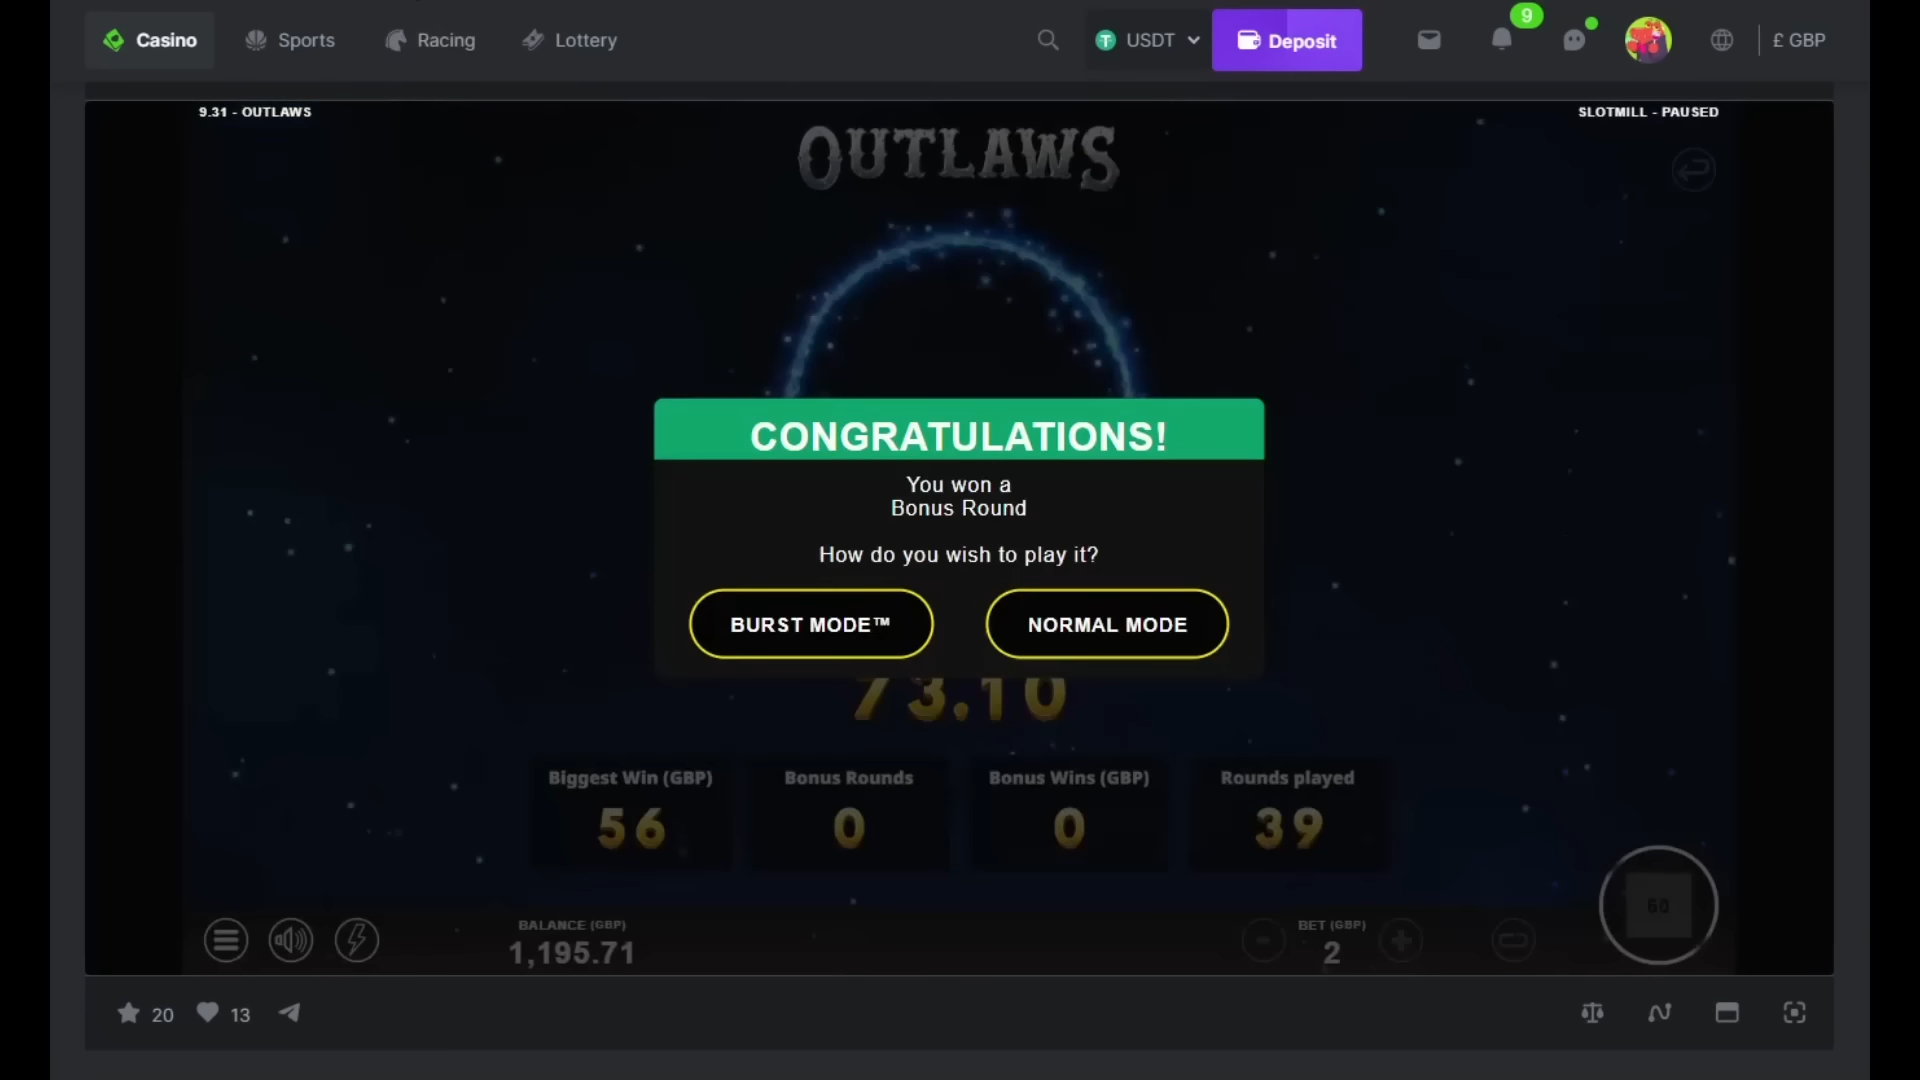 Casino
Sports
Racing
Lottery
USDT
Deposit
9
£ GBP
9.31 - OUTLAWS
SLOTMILL - PAUSED
OUTLAWS
CONGRATULATIONS!
You won a
Bonus Round
How do you wish to play it?
BURST MODE™
NORMAL MODE
73.10
Biggest Win (GBP)
Bonus Rounds
Bonus Wins (GBP)
Rounds played
56
0
0
39
60
BALANCE (GBP)
1,195.71
BET (GBP)
2
20
13